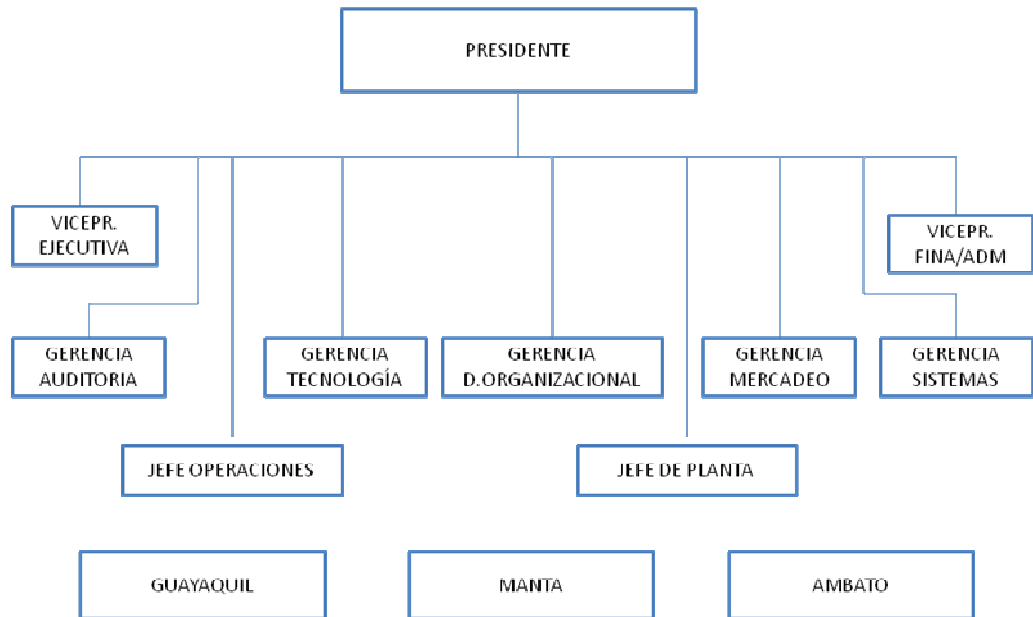 PRESIDENTE
VICEPR.
EJECUTIVA
VICEPR.
FINA/ADM
GERENCIA
AUDITORIA
GERENCIA
TECNOLOGÍA
GERENCIA
D.ORGANIZACIONAL
GERENCIA
MERCADEO
GERENCIA
SISTEMAS
JEFE OPERACIONES
JEFE DE PLANTA
GUAYAQUIL
MANTA
AMBATO